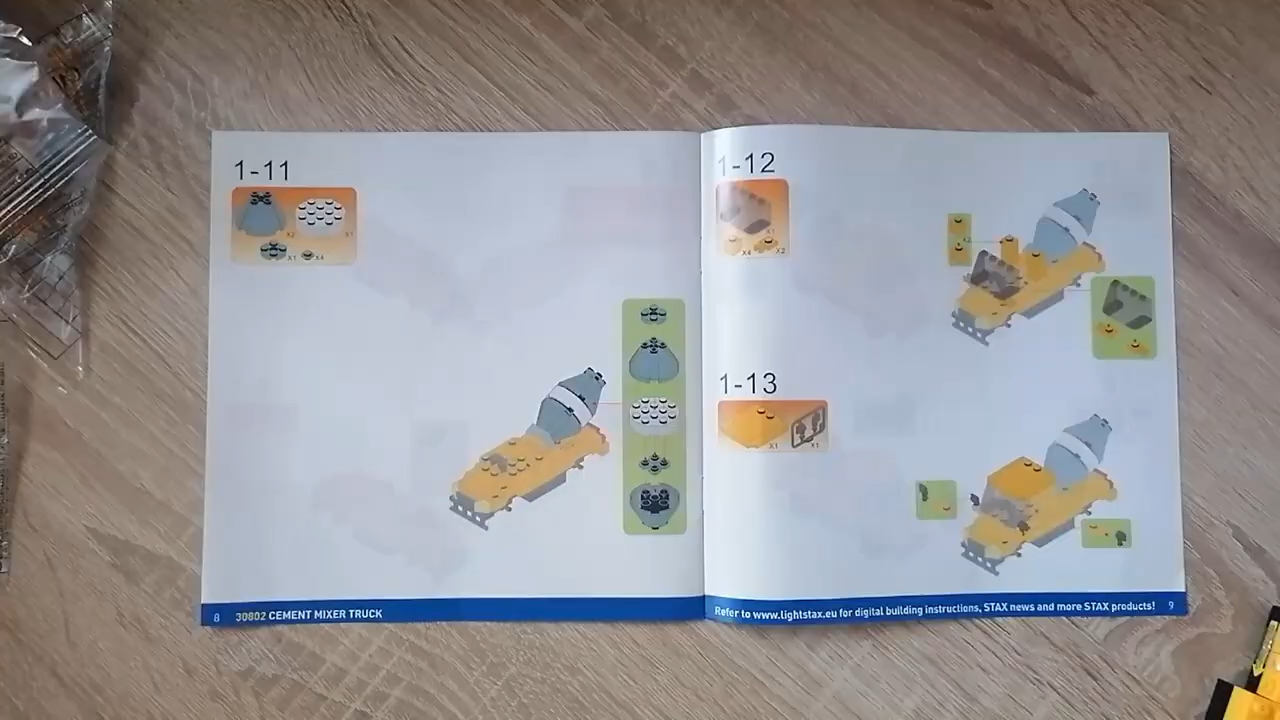 1-11
X2
X1
X1
X4
8 30802 CEMENT MIXER TRUCK
1-12
X1
X4
X2
X2
1-13
X1
X1
Refer to www.lightstax.eu for digital building instructions, STAX news and more STAX products! 9